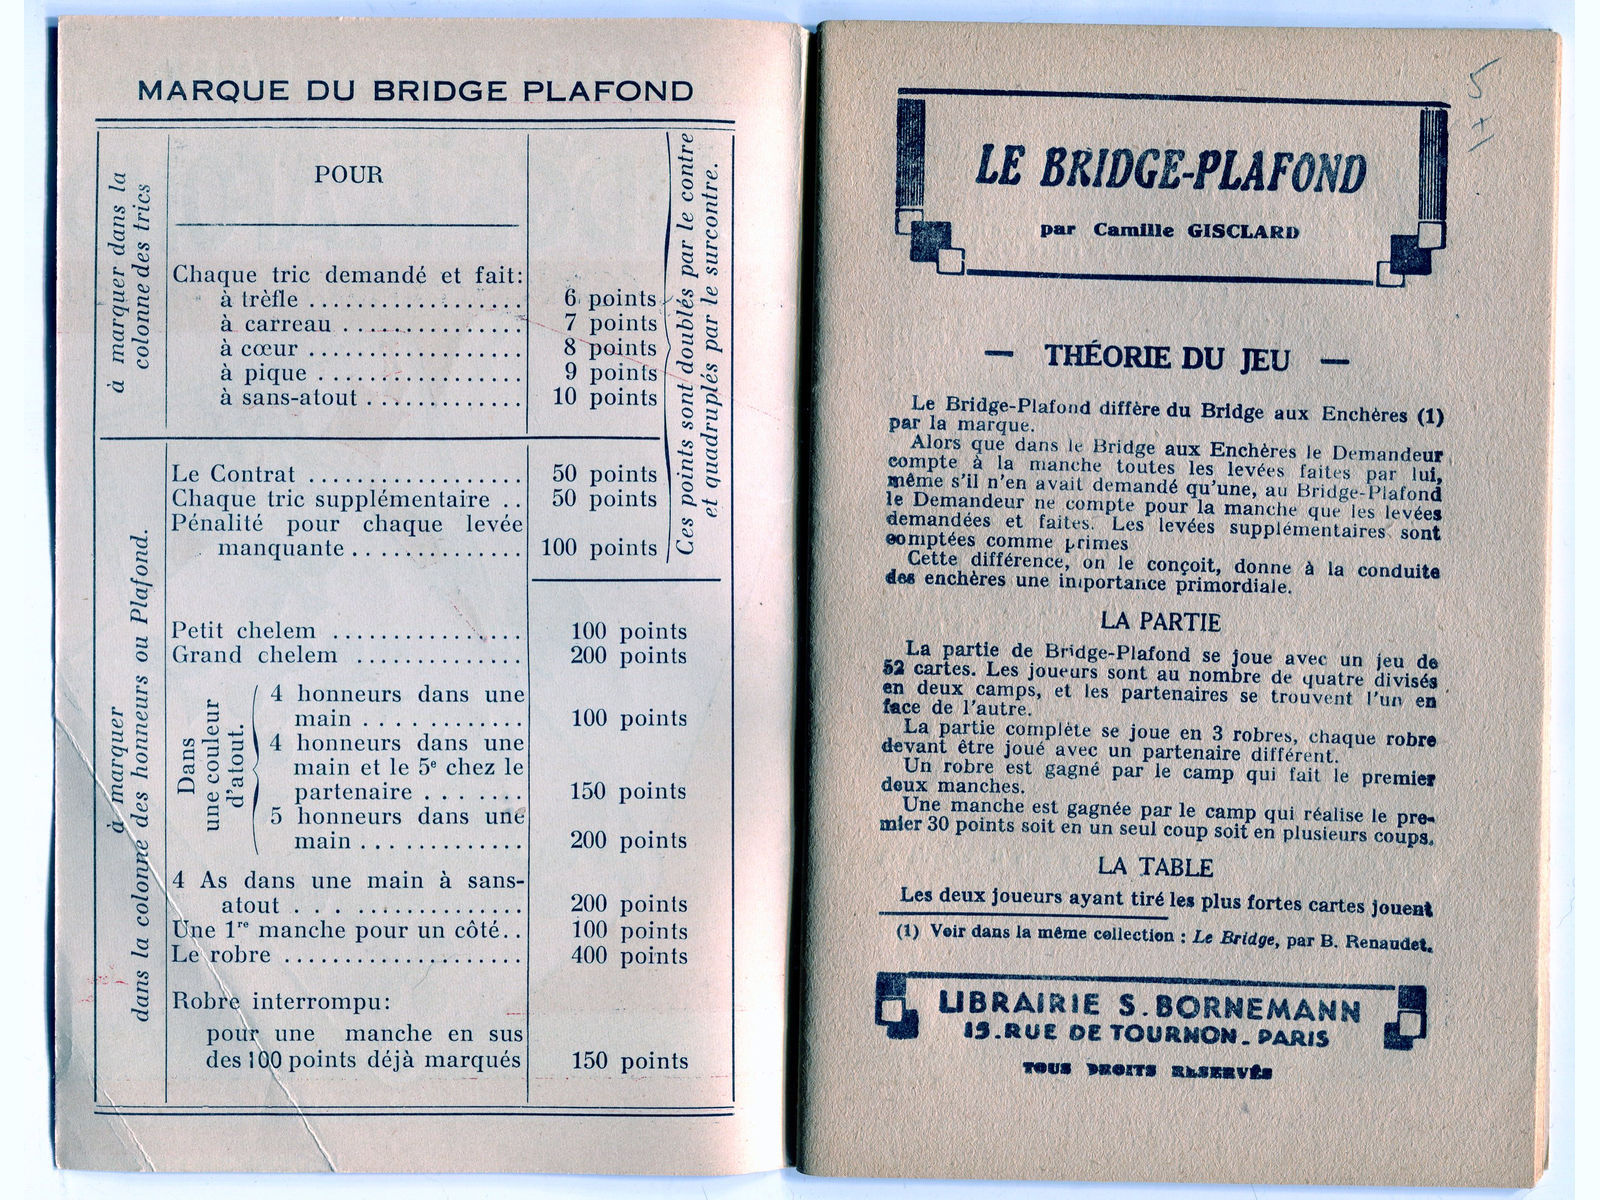 MARQUE DU BRIDGE PLAFOND
à marquer dans la
colonne des trics
POUR
Chaque tric demandé et fait:
à trèfle .................. 6 points
à carreau ............... 7 points
à cœur .................. 8 points
à pique ................. 9 points
à sans-atout ............. 10 points
Ces points sont doublés par le contre
et quadruplés par le surcontre.
à marquer
dans la colonne des honneurs ou Plafond.
Le Contrat .................. 50 points
Chaque tric supplémentaire .. 50 points
Pénalité pour chaque levée
manquante .............. 100 points
Petit chelem ................ 100 points
Grand chelem .............. 200 points
Dans
une couleur
d'atout.
4 honneurs dans une
main ............ 100 points
4 honneurs dans une
main et le 5e chez le
partenaire ....... 150 points
5 honneurs dans une
main ............ 200 points
4 As dans une main à sans-
atout ................. 200 points
Une 1re manche pour un côté.. 100 points
Le robre .................... 400 points
Robre interrompu:
pour une manche en sus
des 100 points déjà marqués 150 points
LE BRIDGE-PLAFOND
par Camille GISCLARD
— THÉORIE DU JEU —
Le Bridge-Plafond diffère du Bridge aux Enchères (1)
par la marque.
Alors que dans le Bridge aux Enchères le Demandeur
compte à la manche toutes les levées faites par lui,
même s'il n'en avait demandé qu'une, au Bridge-Plafond
le Demandeur ne compte pour la manche que les levées
demandées et faites. Les levées supplémentaires sont
comptées comme primes
Cette différence, on le conçoit, donne à la conduite
des enchères une importance primordiale.
LA PARTIE
La partie de Bridge-Plafond se joue avec un jeu de
52 cartes. Les joueurs sont au nombre de quatre divisés
en deux camps, et les partenaires se trouvent l'un en
face de l'autre.
La partie complète se joue en 3 robres, chaque robre
devant être joué avec un partenaire différent.
Un robre est gagné par le camp qui fait le premier
deux manches.
Une manche est gagnée par le camp qui réalise le pre-
mier 30 points soit en un seul coup soit en plusieurs coups.
LA TABLE
Les deux joueurs ayant tiré les plus fortes cartes jouent
(1) Voir dans la même collection : Le Bridge, par B. Renaudet.
LIBRAIRIE S. BORNEMANN
15. RUE DE TOURNON - PARIS
TOUS DROITS RESERVÉS